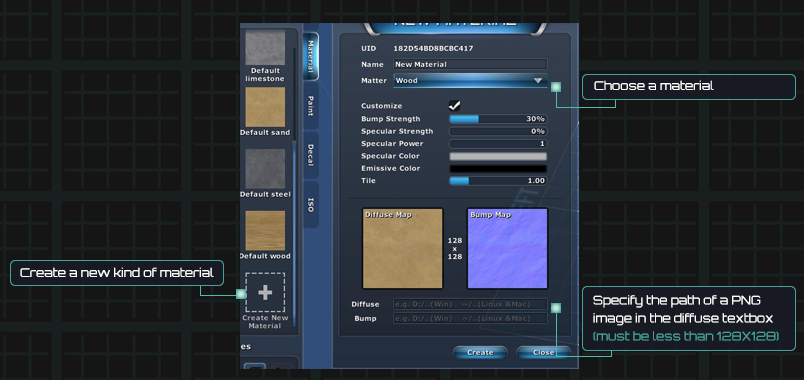 NEW MATERIAL
UID 182D54BD8BCBC417
Name New Material
Matter Wood
Customize
Bump Strength 30%
Specular Strength 0%
Specular Power 1
Specular Color
Emissive Color
Tile 1.00
Diffuse Map
Bump Map
128
x
128
Diffuse e.g. D:/..(Win) ~/..(Linux &Mac)
Bump e.g. D:/..(Win) ~/..(Linux &Mac)
Create
Close
Material
Paint
Decal
ISO
Default
limestone
Default sand
Default steel
Default wood
Create New
Material
es
Choose a material
Create a new kind of material
Specify the path of a PNG
image in the diffuse textbox
(must be less than 128X128)